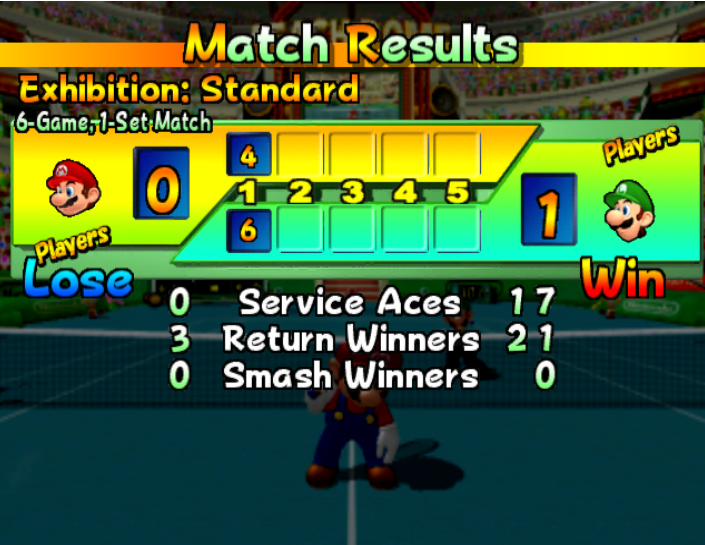 Match Results
Exhibition: Standard
6-Game, 1-Set Match
Players
0 4 1 2 3 4 5 6 1
Players
Lose Win
0 Service Aces 17
3 Return Winners 21
0 Smash Winners 0